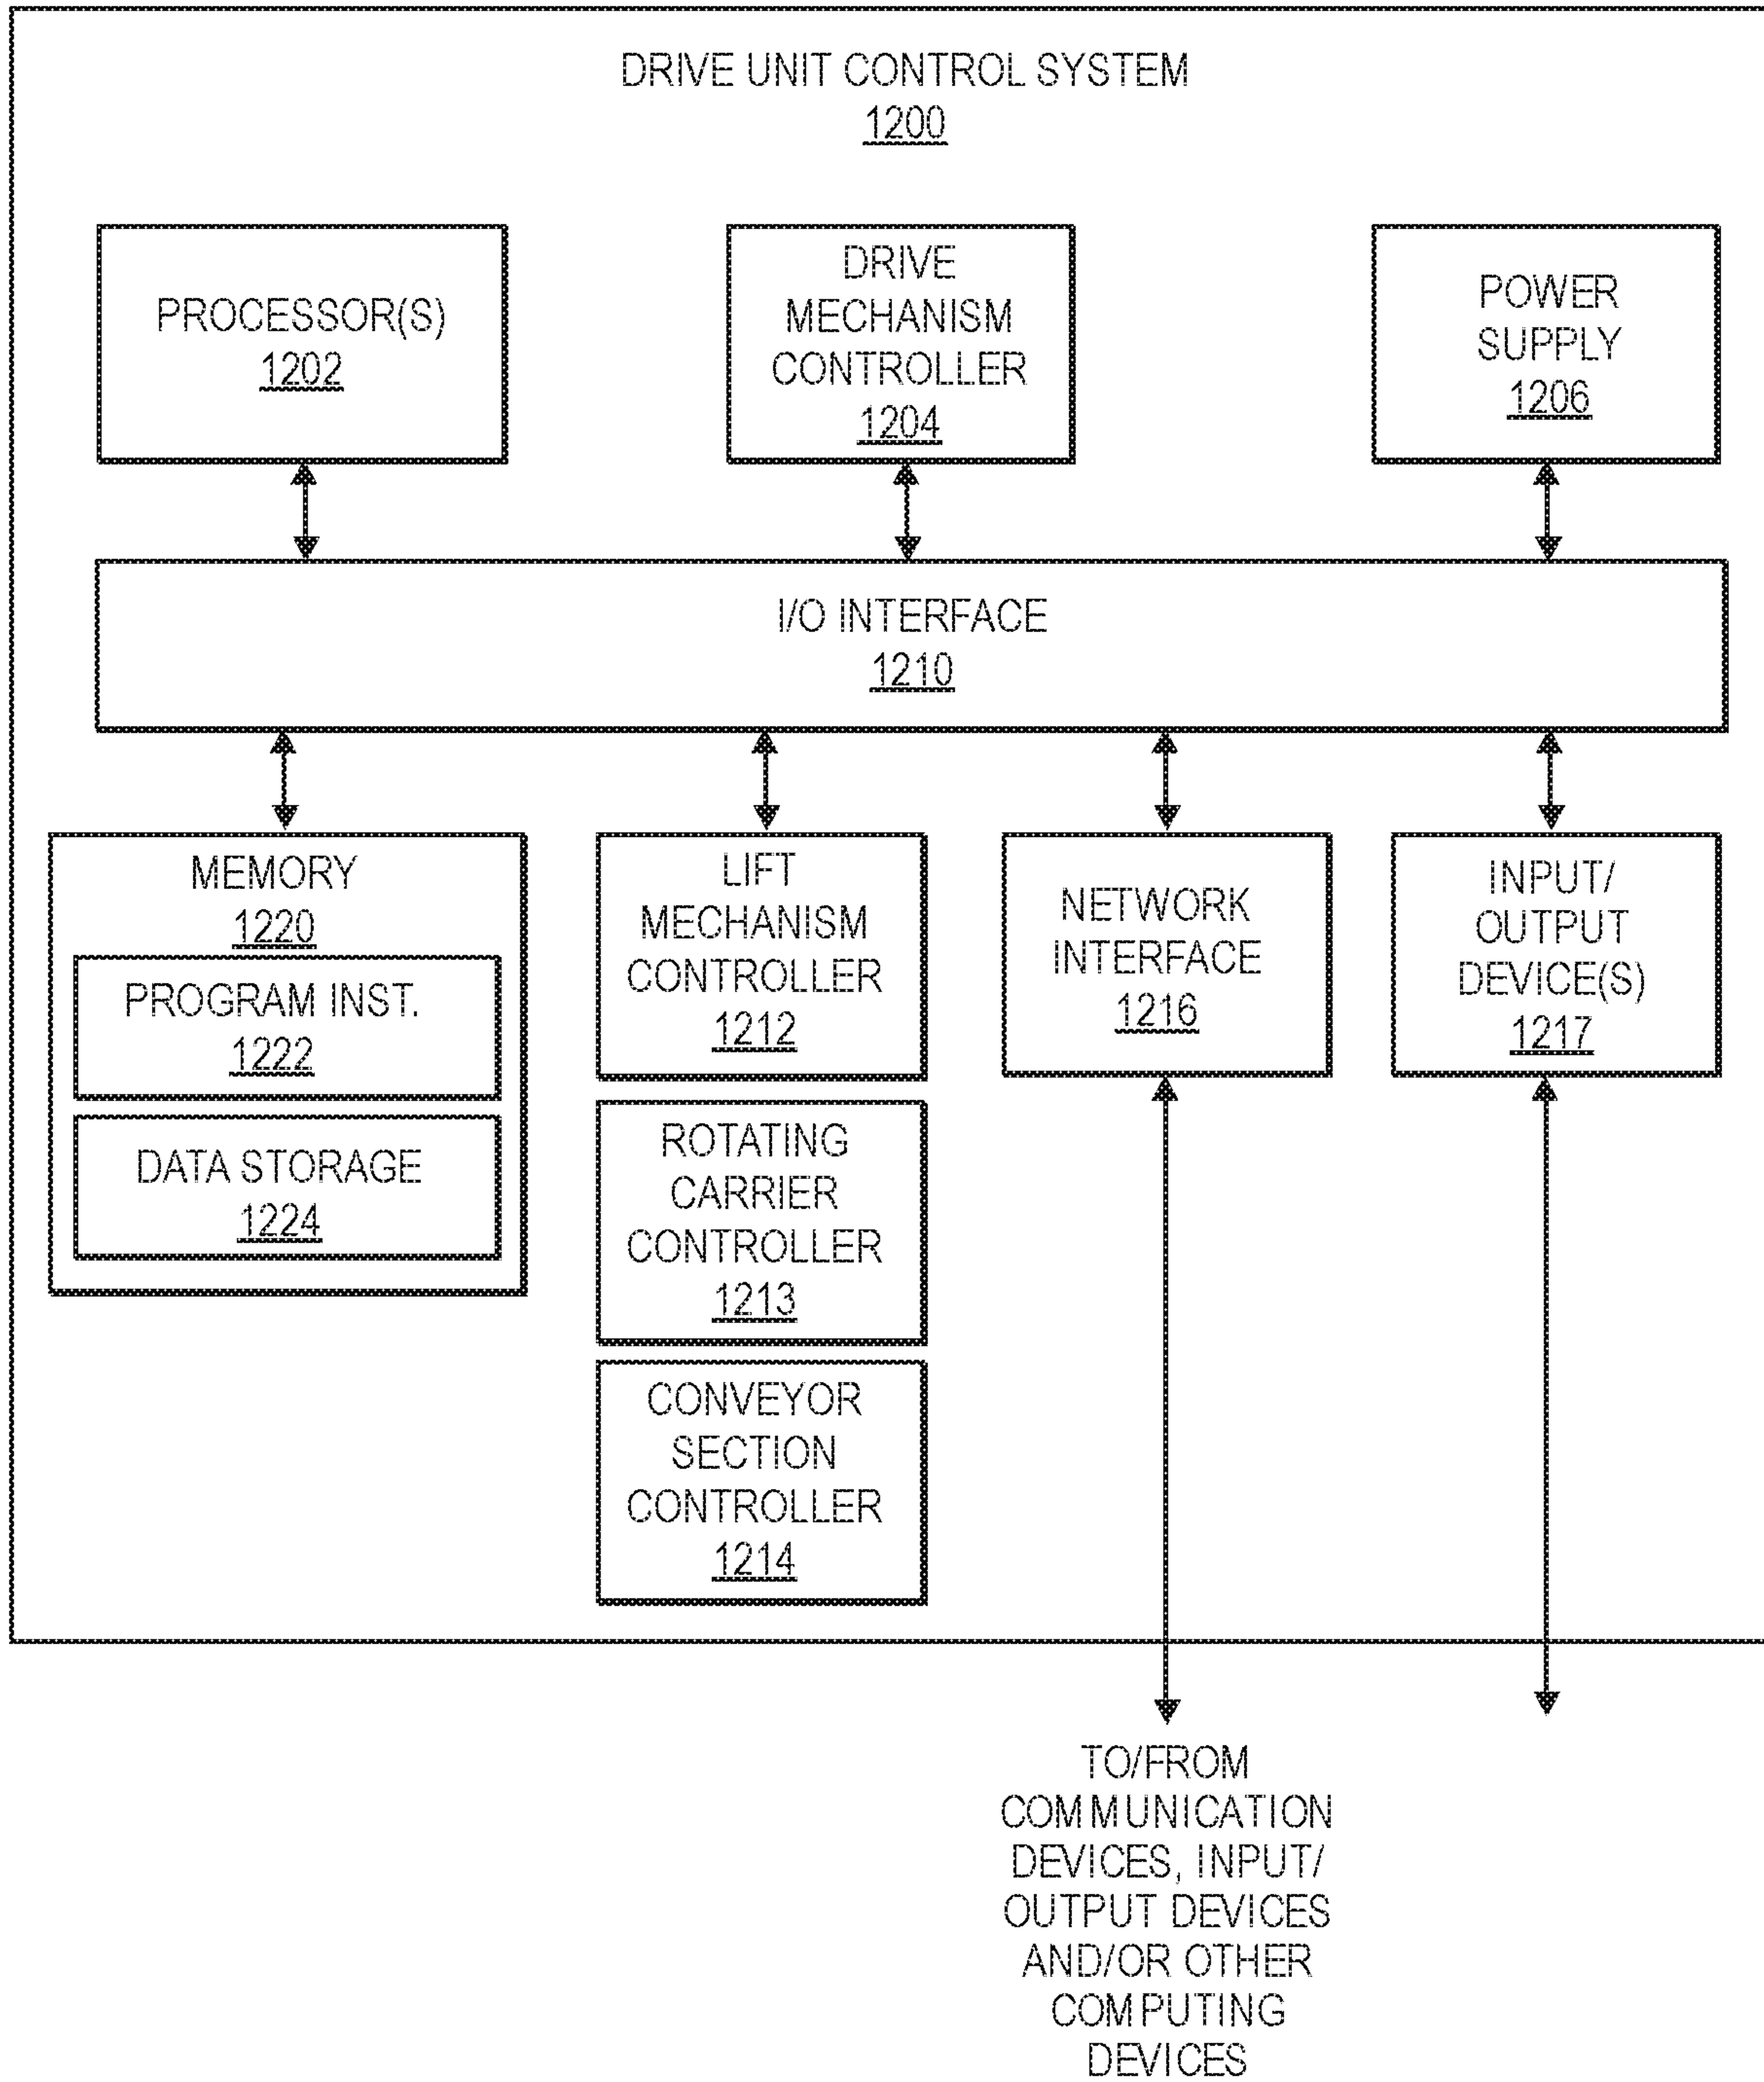 DRIVE UNIT CONTROL SYSTEM
1200
PROCESSOR(S)
1202
DRIVE
MECHANISM
CONTROLLER
1204
POWER
SUPPLY
1206
I/O INTERFACE
1210
MEMORY
1220
PROGRAM INST.
1222
DATA STORAGE
1224
LIFT
MECHANISM
CONTROLLER
1212
ROTATING
CARRIER
CONTROLLER
1213
CONVEYOR
SECTION
CONTROLLER
1214
NETWORK
INTERFACE
1216
INPUT/
OUTPUT
DEVICE(S)
1217
TO/FROM
COMMUNICATION
DEVICES, INPUT/
OUTPUT DEVICES
AND/OR OTHER
COMPUTING
DEVICES